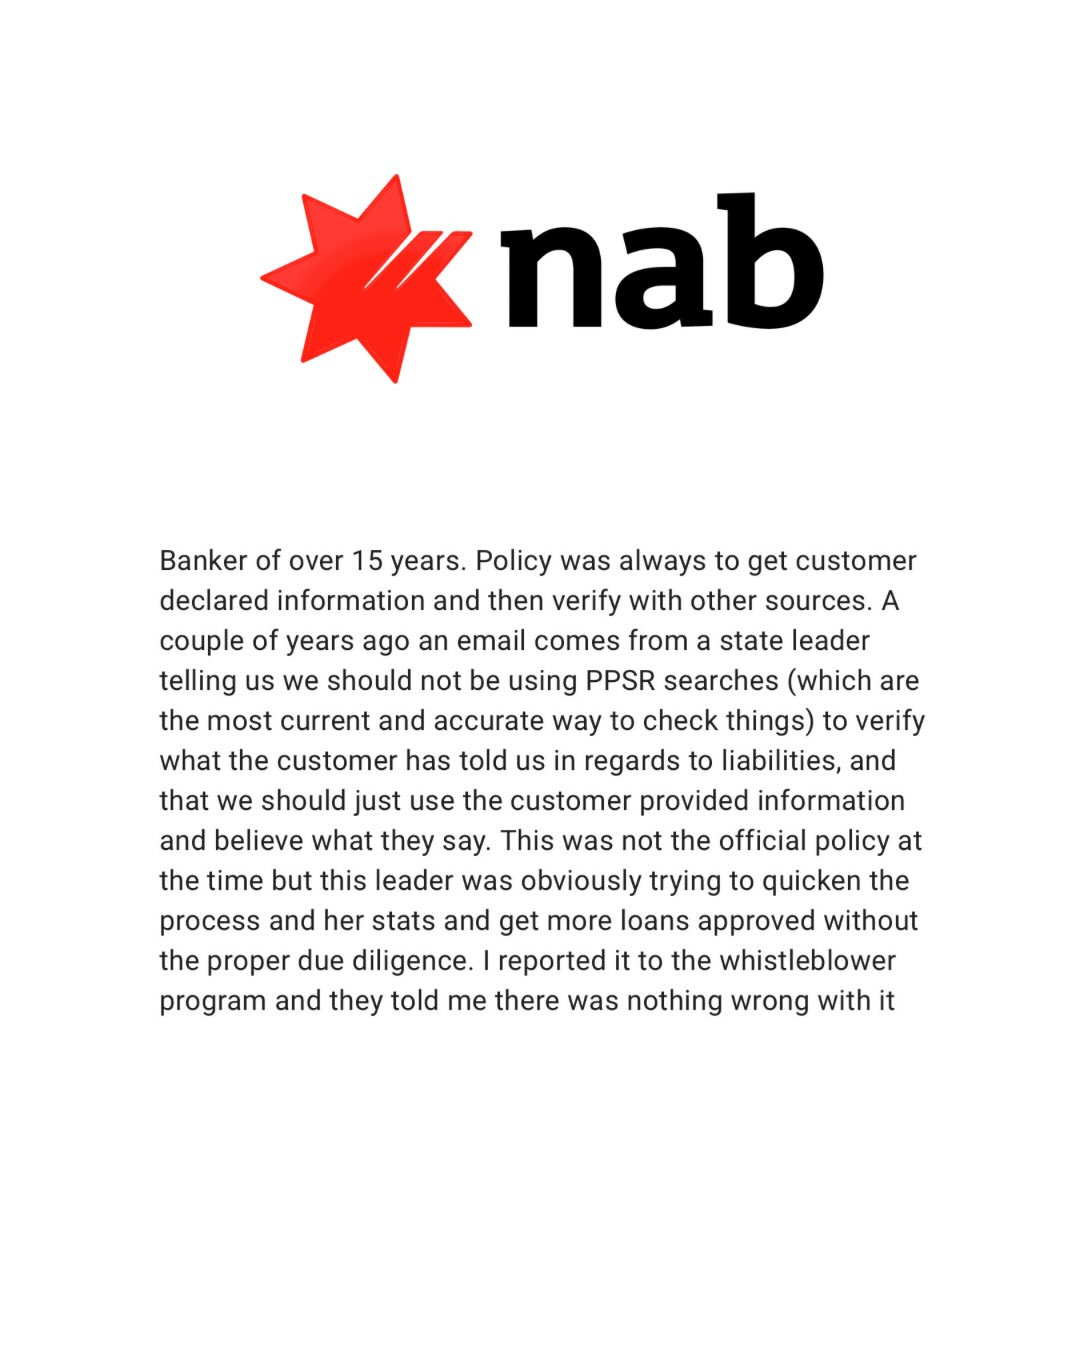 nab
Banker of over 15 years. Policy was always to get customer
declared information and then verify with other sources. A
couple of years ago an email comes from a state leader
telling us we should not be using PPSR searches (which are
the most current and accurate way to check things) to verify
what the customer has told us in regards to liabilities, and
that we should just use the customer provided information
and believe what they say. This was not the official policy at
the time but this leader was obviously trying to quicken the
process and her stats and get more loans approved without
the proper due diligence. I reported it to the whistleblower
program and they told me there was nothing wrong with it